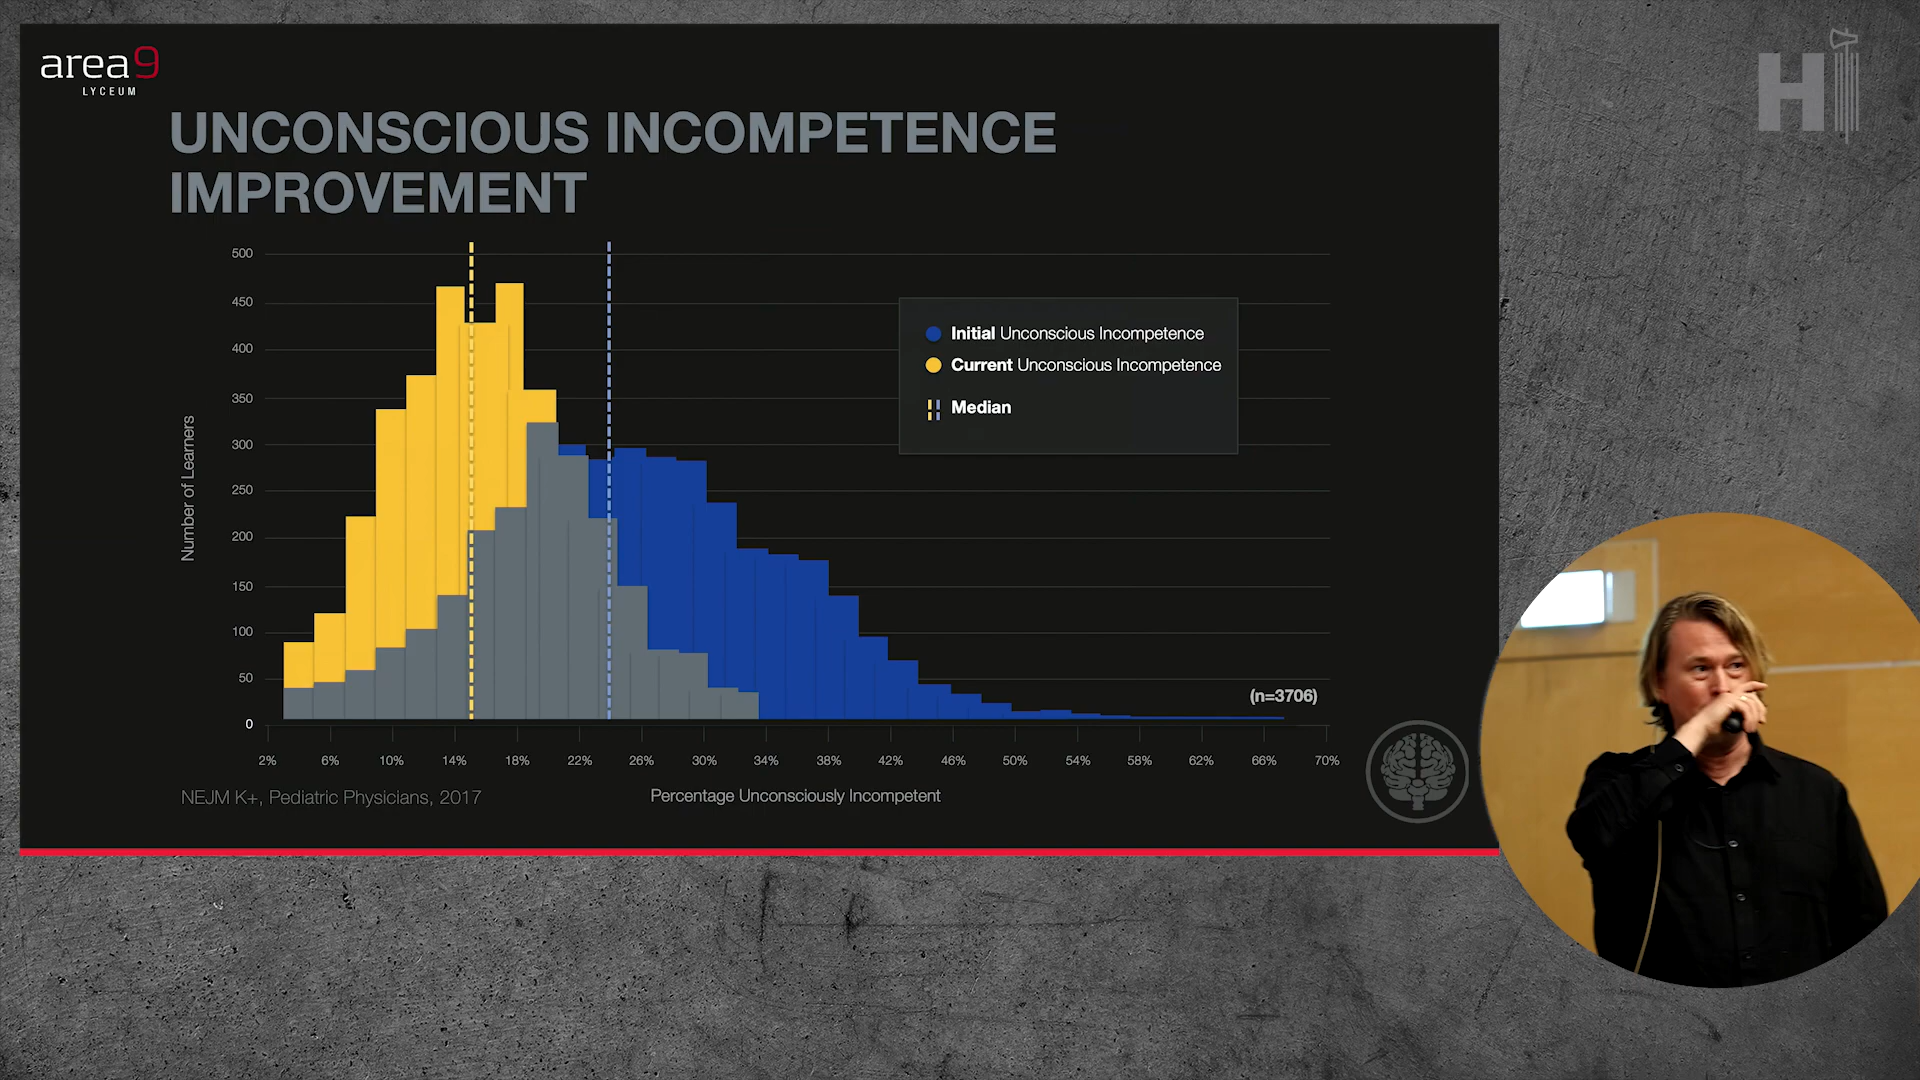 area9
LYCEUM
H
UNCONSCIOUS INCOMPETENCE
IMPROVEMENT
500
450
400
350
300
250
200
150
100
50
0
Number of Learners
Initial Unconscious Incompetence
Current Unconscious Incompetence
Median
(n=3706)
2% 6% 10% 14% 18% 22% 26% 30% 34% 38% 42% 46% 50% 54% 58% 62% 66% 70%
Percentage Unconsciously Incompetent
NEJM K+, Pediatric Physicians, 2017